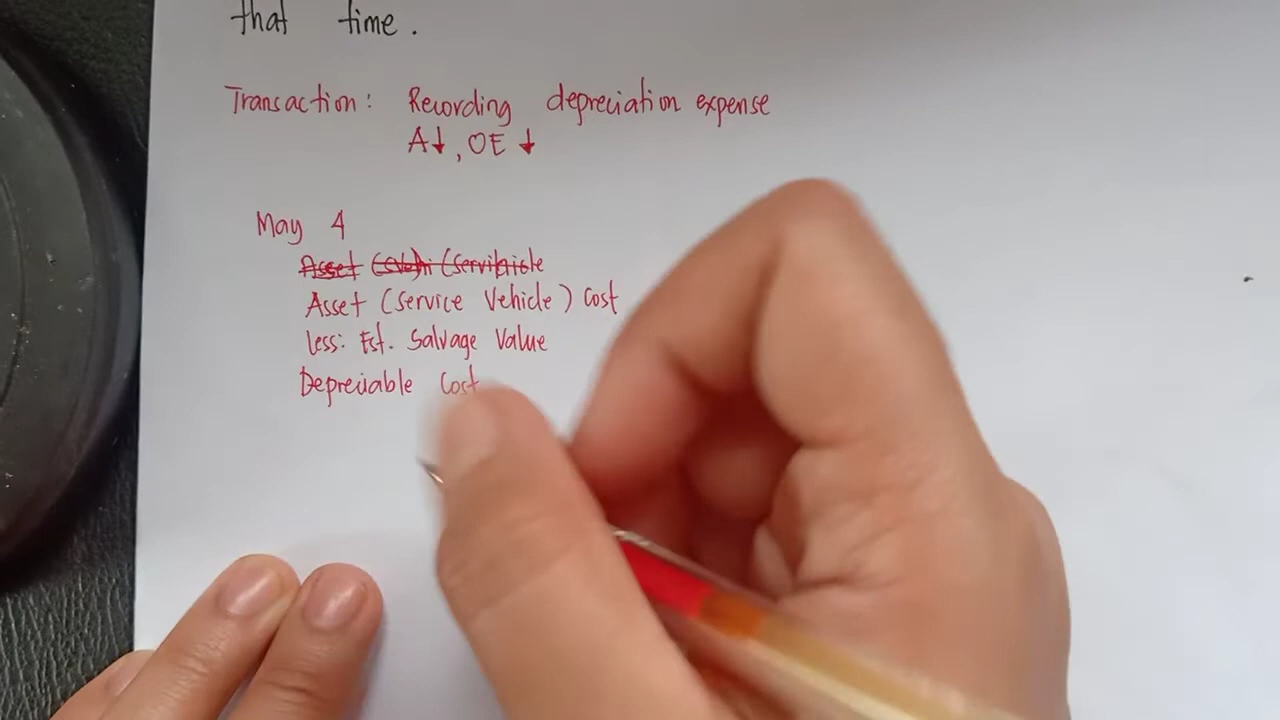 that time.
Transaction: Recording depreciation expense
A↓, OE ↓
May 4
Asset (Service Vehicle) Cost
less: Est. Salvage Value
Depreciable Cost